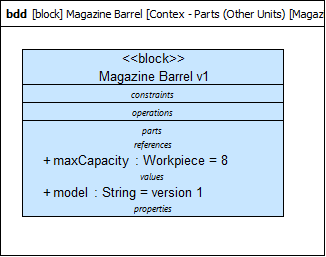 bdd [block] Magazine Barrel [Contex - Parts (Other Units) [Magaz
<<block>>
Magazine Barrel v1
constraints
operations
parts
references
+ maxCapacity : Workpiece = 8
values
+ model : String = version 1
properties